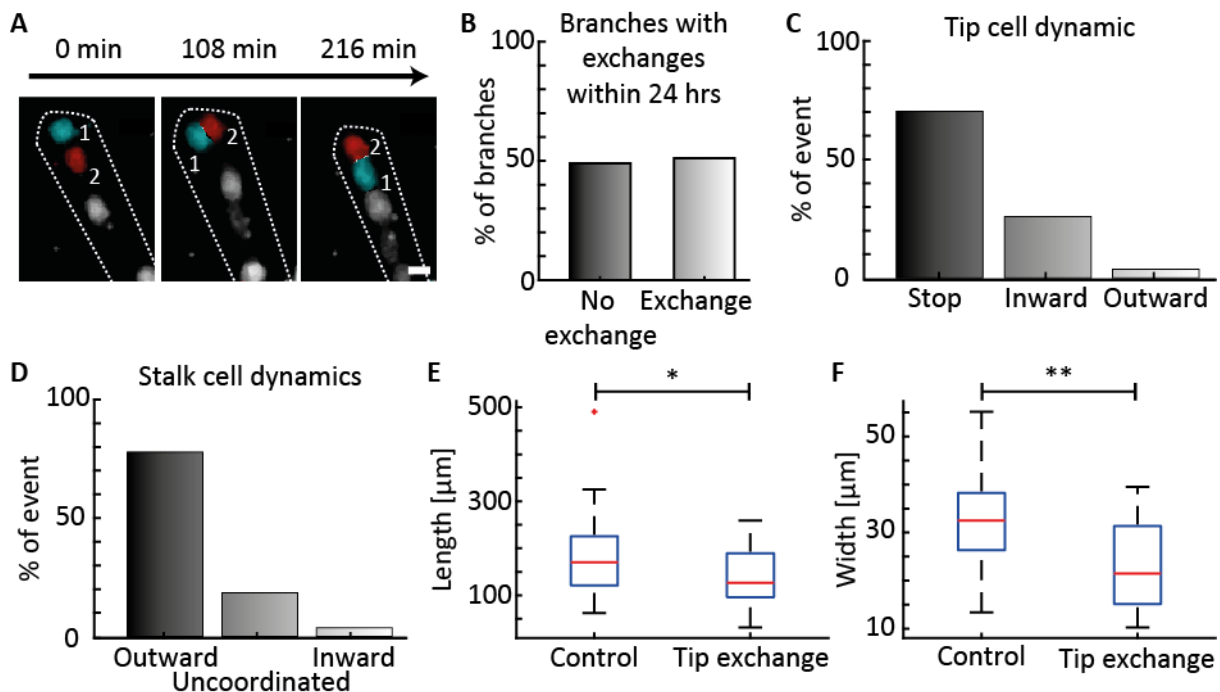 A
0 min 108 min 216 min
1
2
1
2
2
1
B
Branches with
exchanges
within 24 hrs
% of branches
100
50
0
No
exchange
Exchange
C
Tip cell dynamic
% of event
100
50
0
Stop Inward Outward
D
Stalk cell dynamics
% of event
100
50
0
Outward Inward
Uncoordinated
E
*
Length [µm]
500
300
100
Control Tip exchange
F
**
Width [µm]
50
30
10
Control Tip exchange